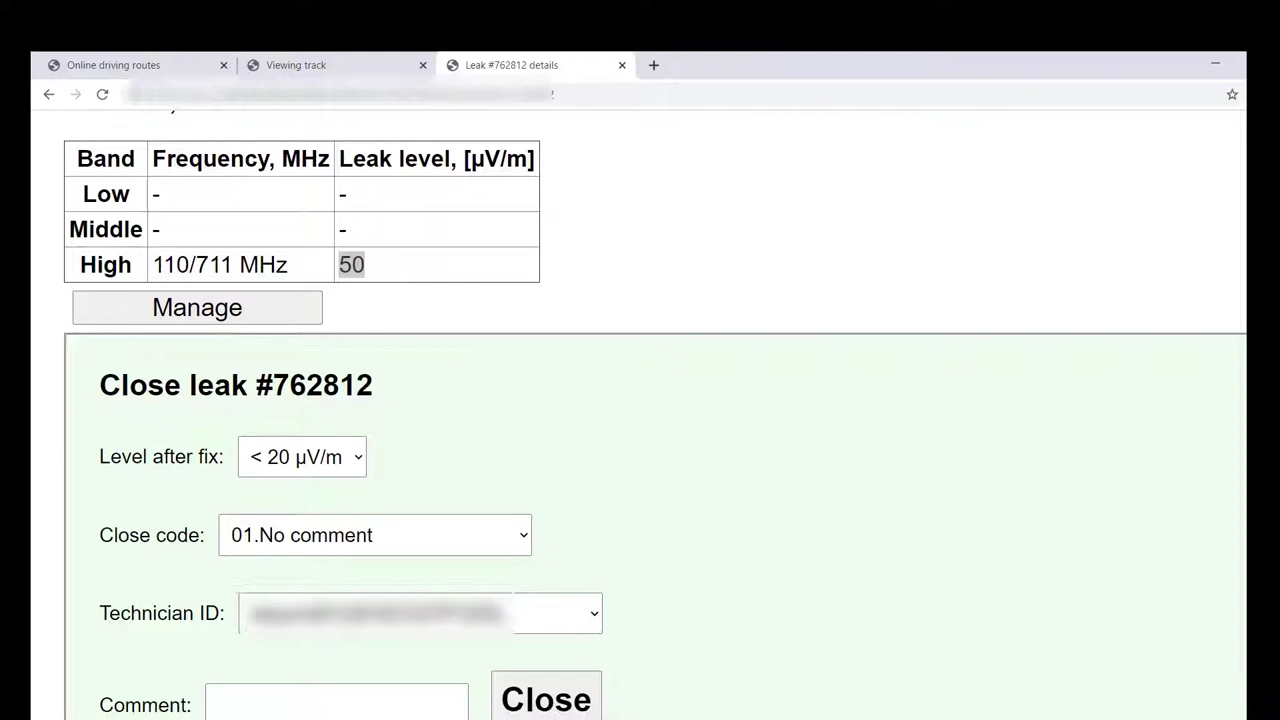 Online driving routes
Viewing track
Leak #762812 details
Band Frequency, MHz Leak level, [µV/m]
Low - -
Middle - -
High 110/711 MHz 50
Manage
Close leak #762812
Level after fix: < 20 µV/m
Close code: 01.No comment
Technician ID:
Comment: Close